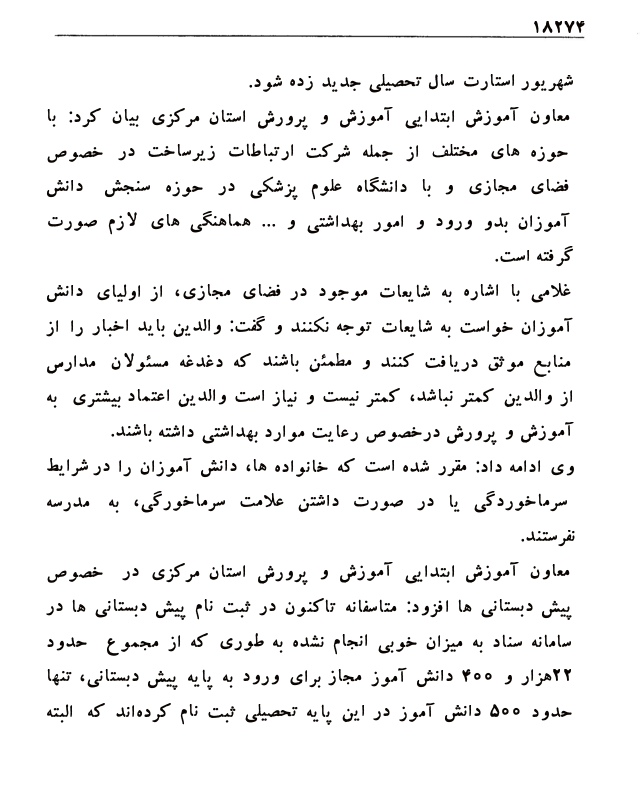 ۱۸۲۷۴
شهریور استارت سال تحصیلی جدید زده شود.
معاون آموزش ابتدایی آموزش و پرورش استان مرکزی بیان کرد: با
حوزه های مختلف از جمله شرکت ارتباطات زیرساخت در خصوص
فضای مجازی و با دانشگاه علوم پزشکی در حوزه سنجش دانش
آموزان بدو ورود و امور بهداشتی و ... هماهنگی های لازم صورت
گرفته است.
غلامی با اشاره به شایعات موجود در فضای مجازی، از اولیای دانش
آموزان خواست به شایعات توجه نکنند و گفت: والدین باید اخبار را از
منابع موثق دریافت کنند و مطمئن باشند که دغدغه مسئولان مدارس
از والدین کمتر نباشد، کمتر نیست و نیاز است والدین اعتماد بیشتری به
آموزش و پرورش درخصوص رعایت موارد بهداشتی داشته باشند.
وی ادامه داد: مقرر شده است که خانواده ها، دانش آموزان را در شرایط
سرماخوردگی یا در صورت داشتن علامت سرماخورگی، به مدرسه
نفرستند.
معاون آموزش ابتدایی آموزش و پرورش استان مرکزی در خصوص
پیش دبستانی ها افزود: متاسفانه تاکنون در ثبت نام پیش دبستانی ها در
سامانه سناد به میزان خوبی انجام نشده به طوری که از مجموع حدود
۲۲هزار و ۴۰۰ دانش آموز مجاز برای ورود به پایه پیش دبستانی، تنها
حدود ۵۰۰ دانش آموز در این پایه تحصیلی ثبت نام کرده‌اند که البته